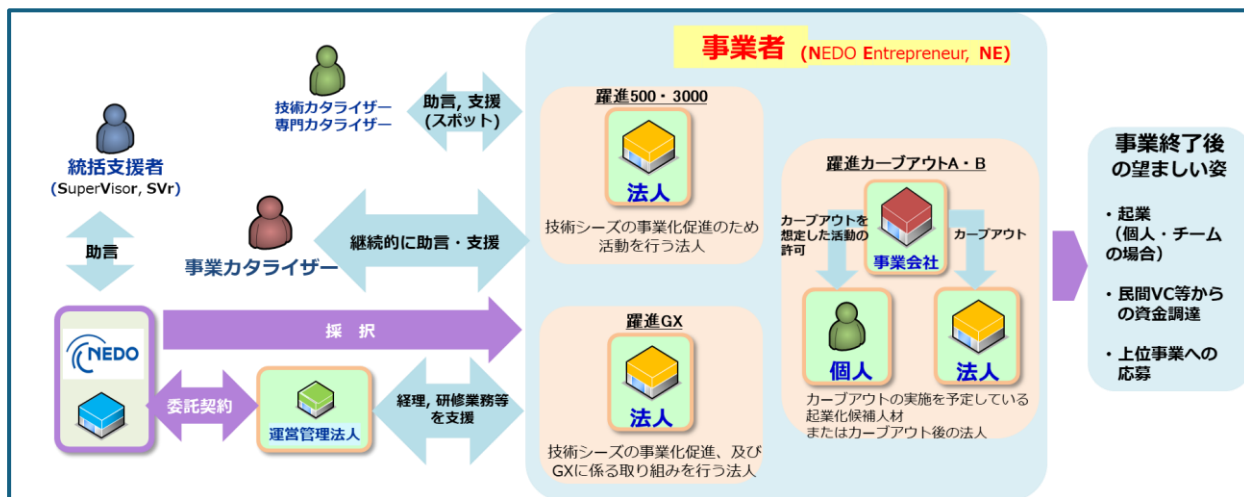 事業者 (NEDO Entrepreneur, NE)
技術カタライザー
専門カタライザー
助言, 支援
(スポット)
統括支援者
(SuperVisor, SVr)
助言
事業カタライザー
継続的に助言・支援
採 択
NEDO
委託契約
運営管理法人
経理, 研修業務等
を支援
躍進500・3000
法人
技術シーズの事業化促進のため
活動を行う法人
躍進GX
法人
技術シーズの事業化促進、及び
GXに係る取り組みを行う法人
躍進カーブアウトA・B
カーブアウトを
想定した活動の
許可
事業会社
カーブアウト
個人
法人
カーブアウトの実施を予定している
起業化候補人材
またはカーブアウト後の法人
事業終了後
の望ましい姿
・起業
（個人・チーム
の場合）
・民間VC等から
の資金調達
・上位事業への
応募